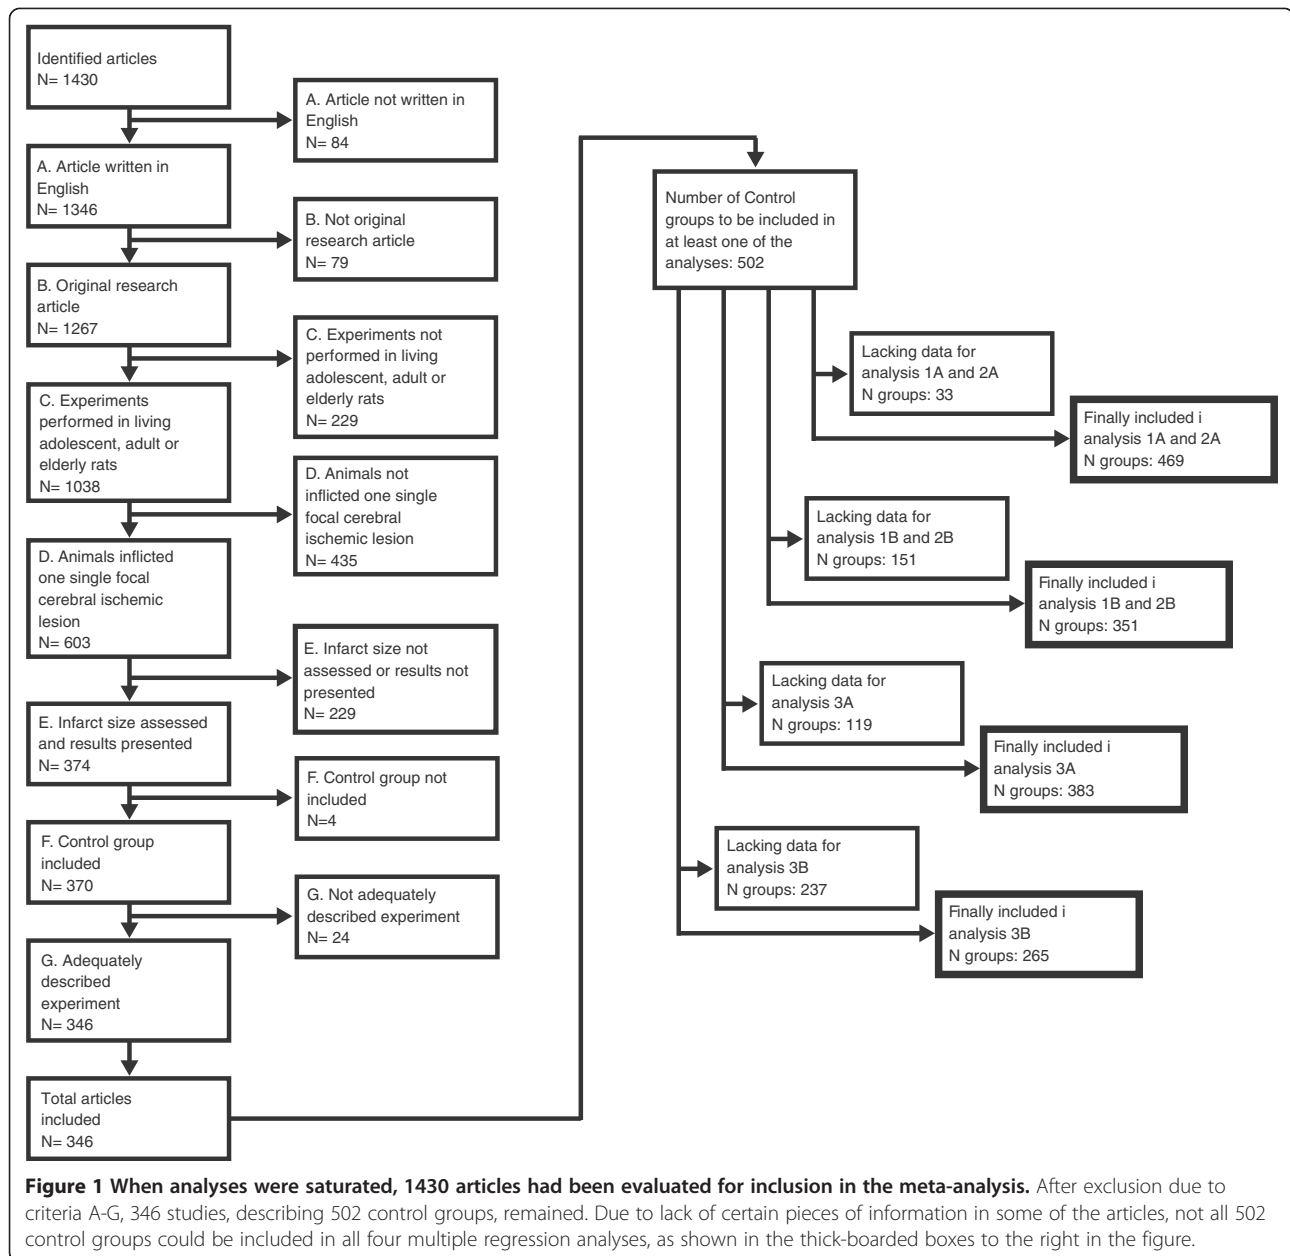 Identified articles
N= 1430
A. Article not written in
English
N= 84
A. Article written in
English
N= 1346
B. Not original
research article
N= 79
B. Original research
article
N= 1267
C. Experiments not
performed in living
adolescent, adult or
elderly rats
N= 229
C. Experiments
performed in living
adolescent, adult or
elderly rats
N= 1038
D. Animals not
inflicted one single
focal cerebral
ischemic lesion
N= 435
D. Animals inflicted
one single focal
cerebral ischemic
lesion
N= 603
E. Infarct size not
assessed or results not
presented
N= 229
E. Infarct size assessed
and results presented
N= 374
F. Control group not
included
N=4
F. Control group
included
N= 370
G. Not adequately
described experiment
N= 24
G. Adequately
described
experiment
N= 346
Total articles
included
N= 346
Number of Control
groups to be included in
at least one of the
analyses: 502
Lacking data for
analysis 1A and 2A
N groups: 33
Finally included i
analysis 1A and 2A
N groups: 469
Lacking data for
analysis 1B and 2B
N groups: 151
Finally included i
analysis 1B and 2B
N groups: 351
Lacking data for
analysis 3A
N groups: 119
Finally included i
analysis 3A
N groups: 383
Lacking data for
analysis 3B
N groups: 237
Finally included i
analysis 3B
N groups: 265
Figure 1 When analyses were saturated, 1430 articles had been evaluated for inclusion in the meta-analysis. After exclusion due to
criteria A-G, 346 studies, describing 502 control groups, remained. Due to lack of certain pieces of information in some of the articles, not all 502
control groups could be included in all four multiple regression analyses, as shown in the thick-boarded boxes to the right in the figure.